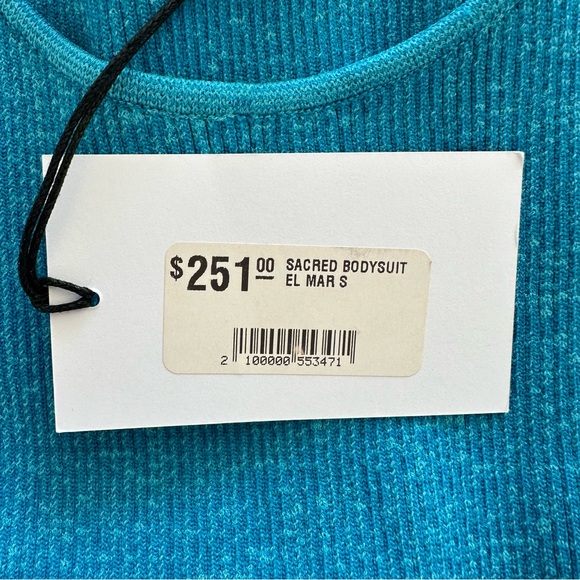 $251.00 SACRED BODYSUIT
EL MAR S
2 100000 553471